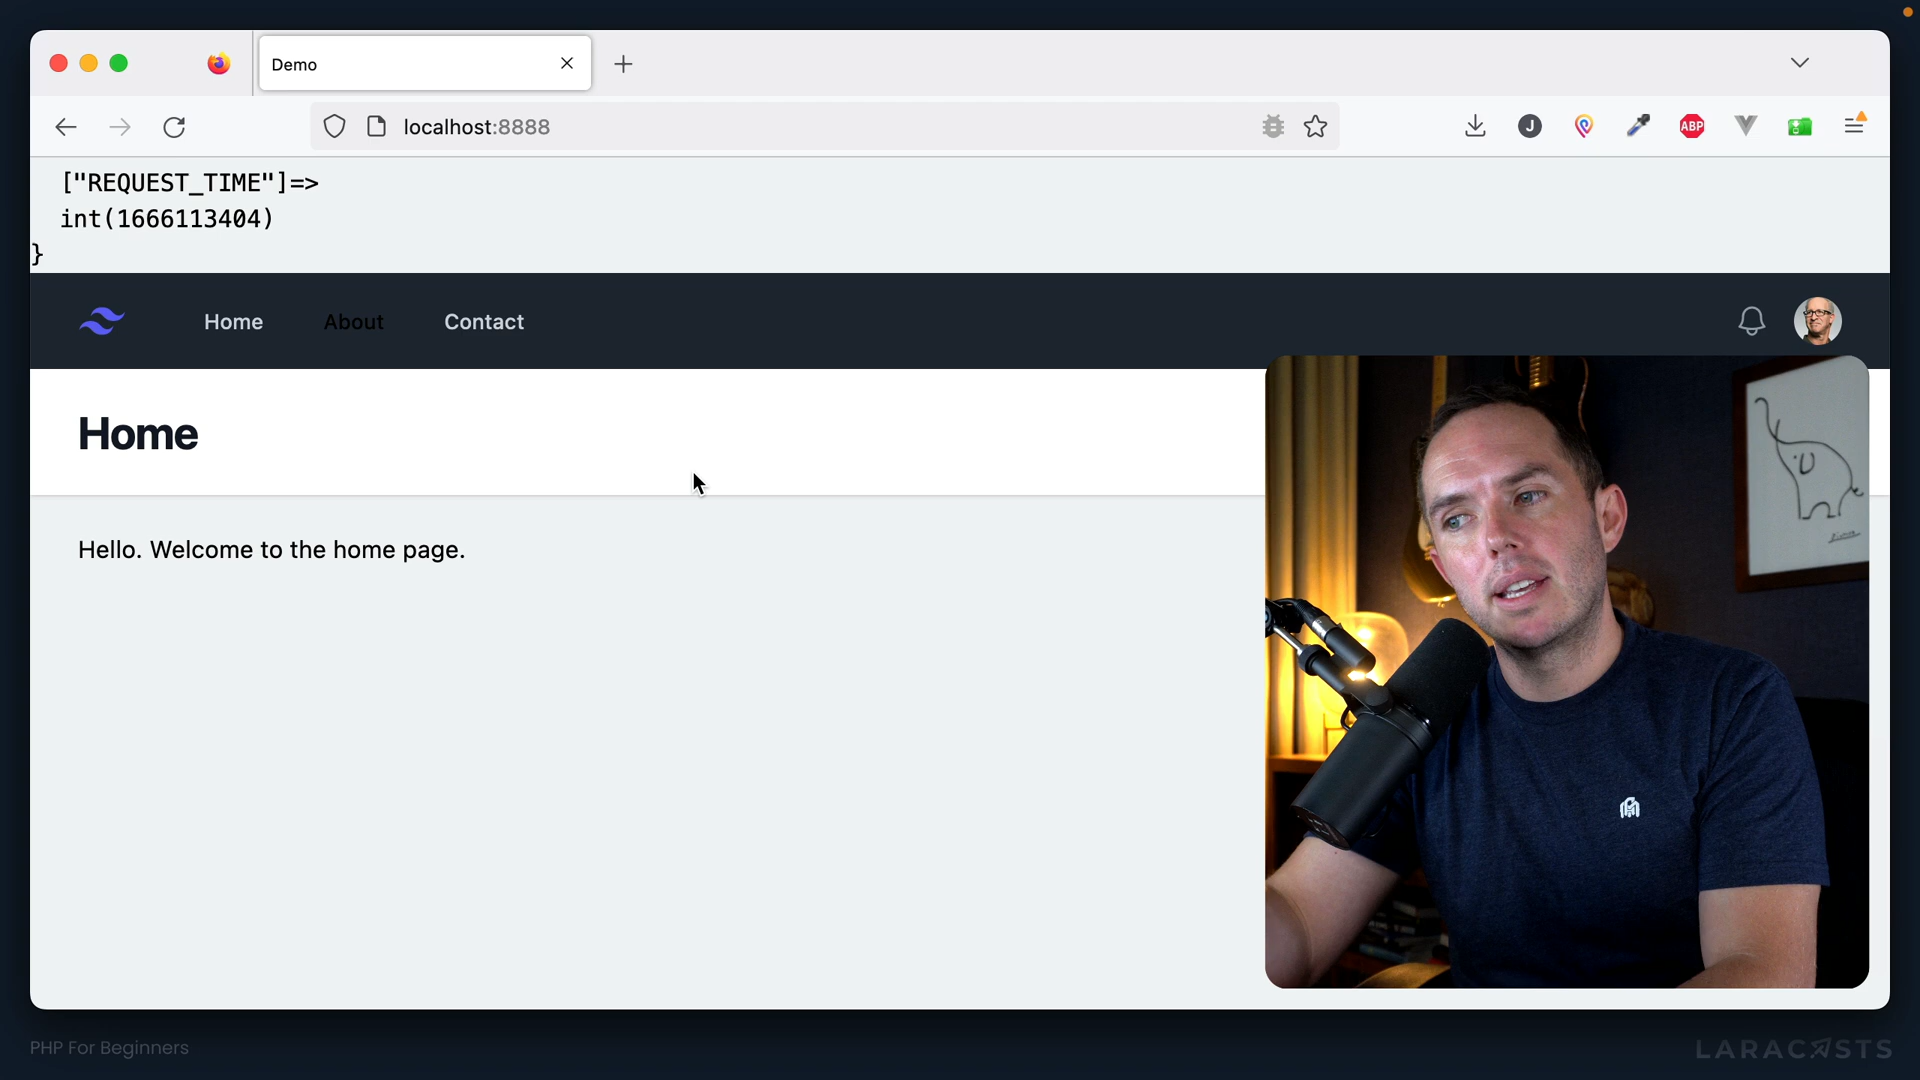 Demo
localhost:8888
J
ABP
["REQUEST_TIME"]=>
int(1666113404)
}
Home About Contact
Home
Hello. Welcome to the home page.
PHP For Beginners
LARACASTS